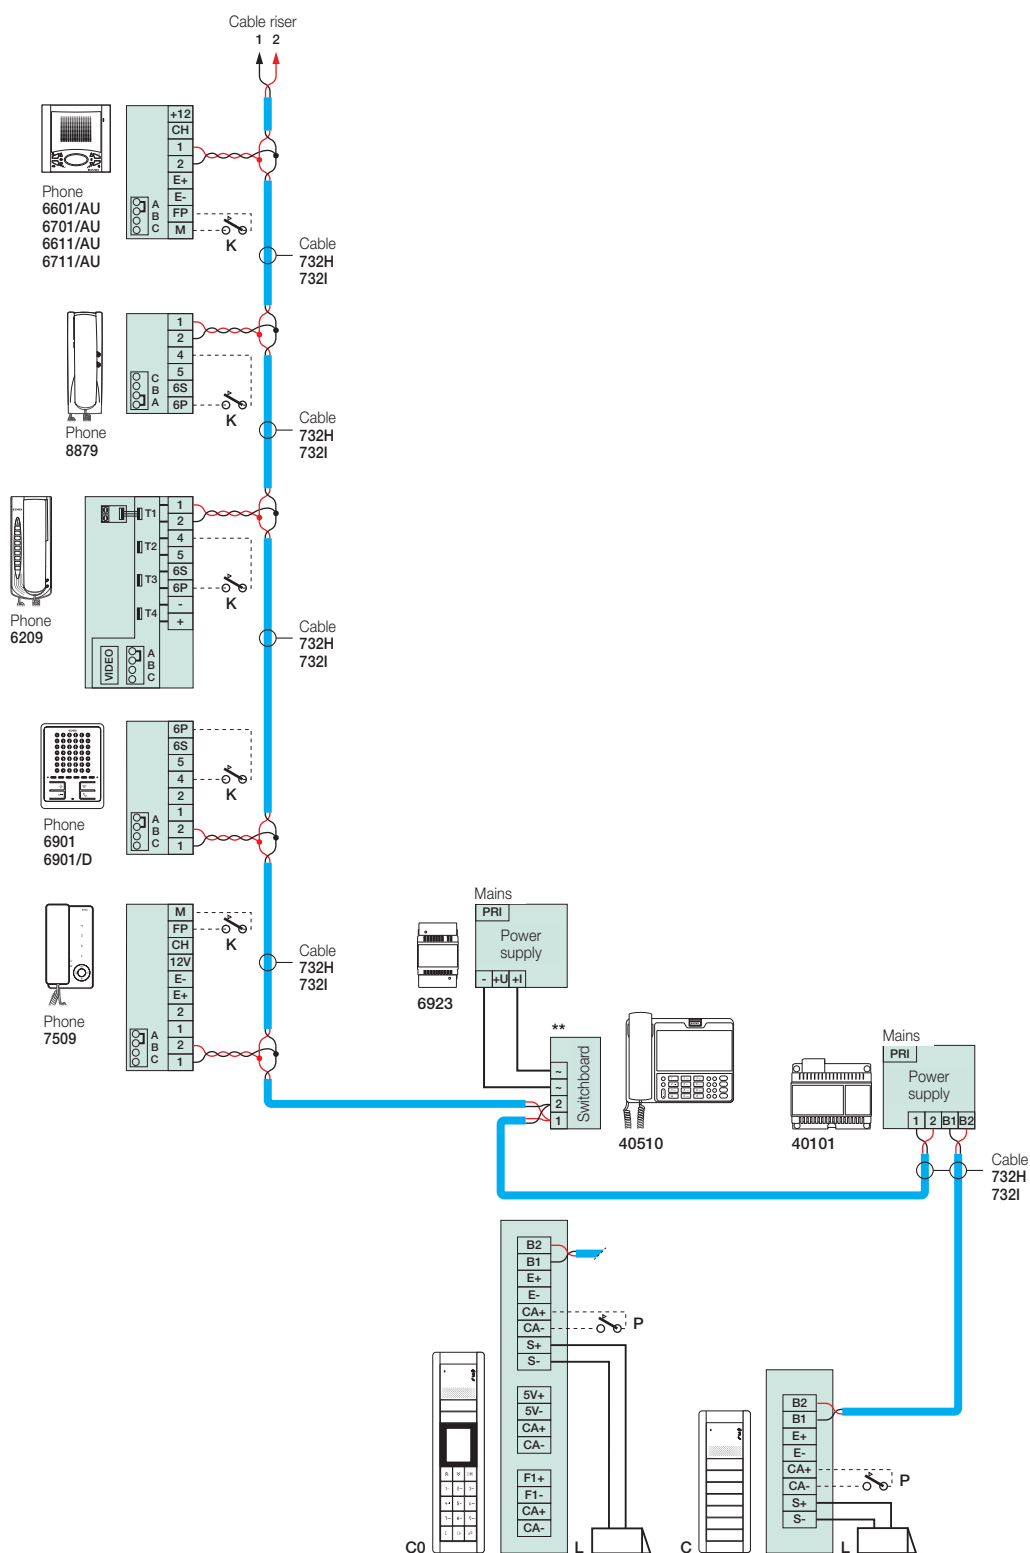 Cable riser
1 2
+12
CH
1
2
E+
E-
FP
M
A
B
C
K
Phone
6601/AU
6701/AU
6611/AU
6711/AU
Cable
732H
732I
1
2
4
5
6S
6P
C
B
A
K
Phone
8879
Cable
732H
732I
T1
T2
T3
T4
1
2
4
5
6S
6P
-
+
VIDEO
A
B
C
K
Phone
6209
Cable
732H
732I
6P
6S
5
4
2
1
2
1
A
B
C
K
Phone
6901
6901/D
M
FP
CH
12V
E-
E+
2
1
2
1
A
B
C
K
Phone
7509
Cable
732H
732I
Mains
PRI
Power
supply
- +U +I
6923
**
~
~
2
1
Switchboard
40510
Mains
PRI
Power
supply
1 2 B1 B2
40101
Cable
732H
732I
B2
B1
E+
E-
CA+
CA-
S+
S-
P
5V+
5V-
CA+
CA-
F1+
F1-
CA+
CA-
C0
L
B2
B1
E+
E-
CA+
CA-
S+
S-
P
C
L